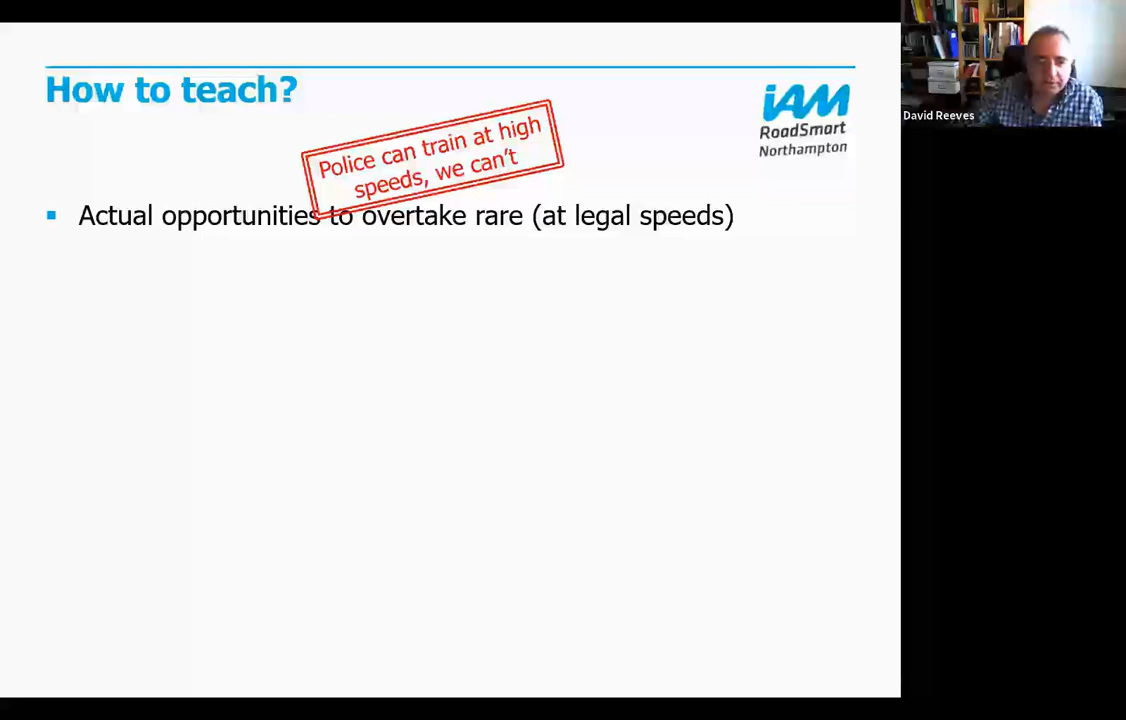 How to teach?
iAM
RoadSmart
Northampton
David Reeves
Police can train at high
speeds, we can't
▪ Actual opportunities to overtake rare (at legal speeds)